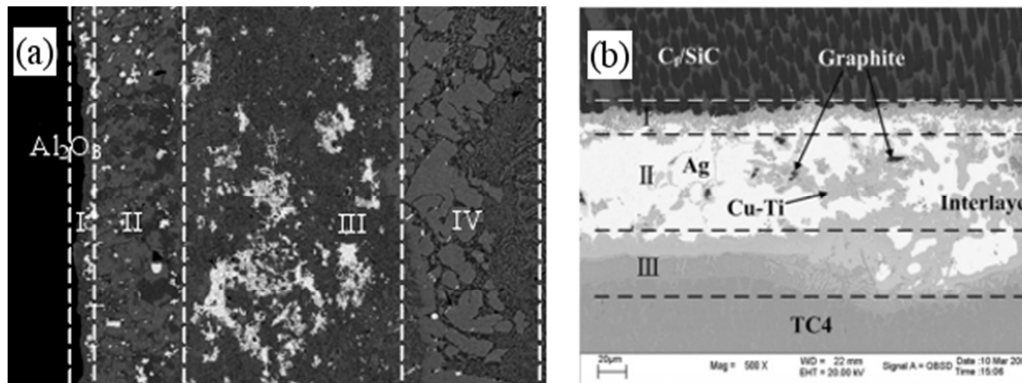 (a)
Al₂O₃
I
II
III
IV
(b)
Cf/SiC
Graphite
I
II
Ag
Cu-Ti
Interlaye
III
TC4
20μm
Mag = 500 X
WD = 22 mm
EHT = 20.00 kV
Signal A = QBSD
Date :10 Mar 200
Time :15:06